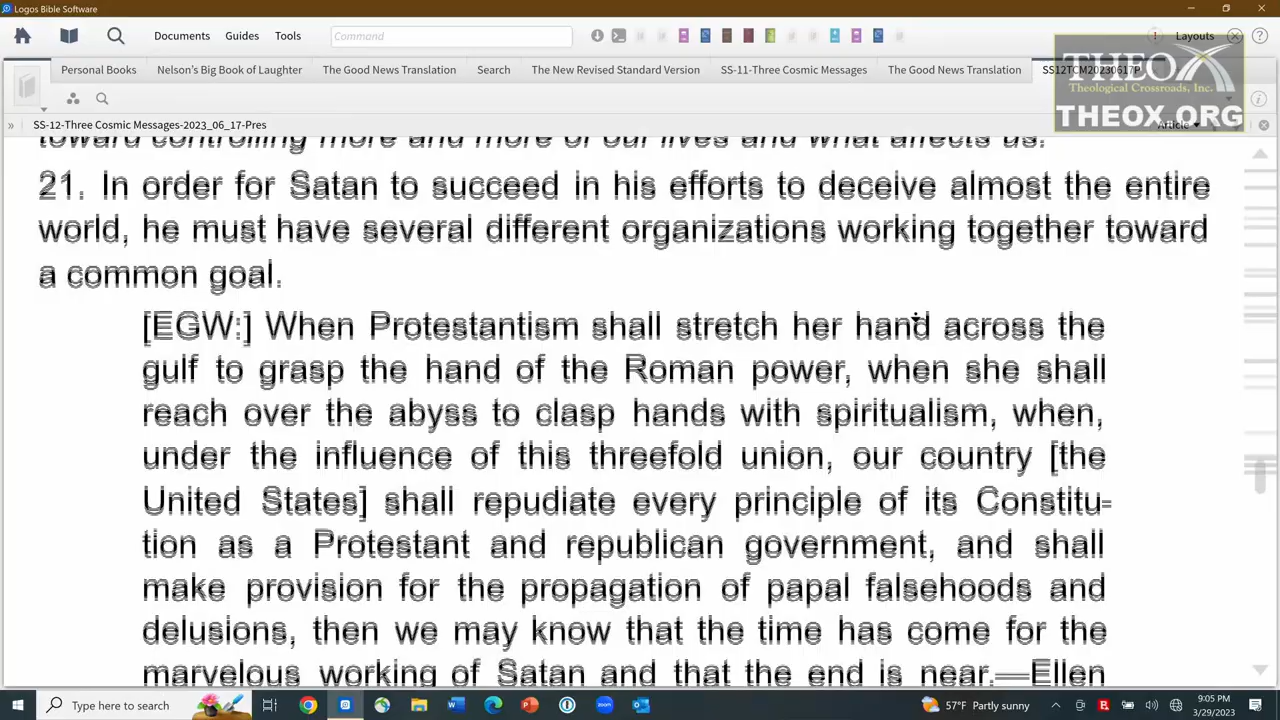 Logos Bible Software
Documents Guides Tools Command Layouts
Personal Books Nelson's Big Book of Laughter Search The New Revised Standard Version SS-11-Three Cosmic Messages The Good News Translation SS12TCM20230617P
THEOX
Theological Crossroads, Inc.
THEOX.ORG
SS-12-Three Cosmic Messages-2023_06_17-Pres Article
toward controlling more and more of our lives and what affects us.
21. In order for Satan to succeed in his efforts to deceive almost the entire
world, he must have several different organizations working together toward
a common goal.
[EGW:] When Protestantism shall stretch her hand across the
gulf to grasp the hand of the Roman power, when she shall
reach over the abyss to clasp hands with spiritualism, when,
under the influence of this threefold union, our country [the
United States] shall repudiate every principle of its Constitu-
tion as a Protestant and republican government, and shall
make provision for the propagation of papal falsehoods and
delusions, then we may know that the time has come for the
marvelous working of Satan and that the end is near.—Ellen
Type here to search
57°F Partly sunny
9:05 PM
3/29/2023